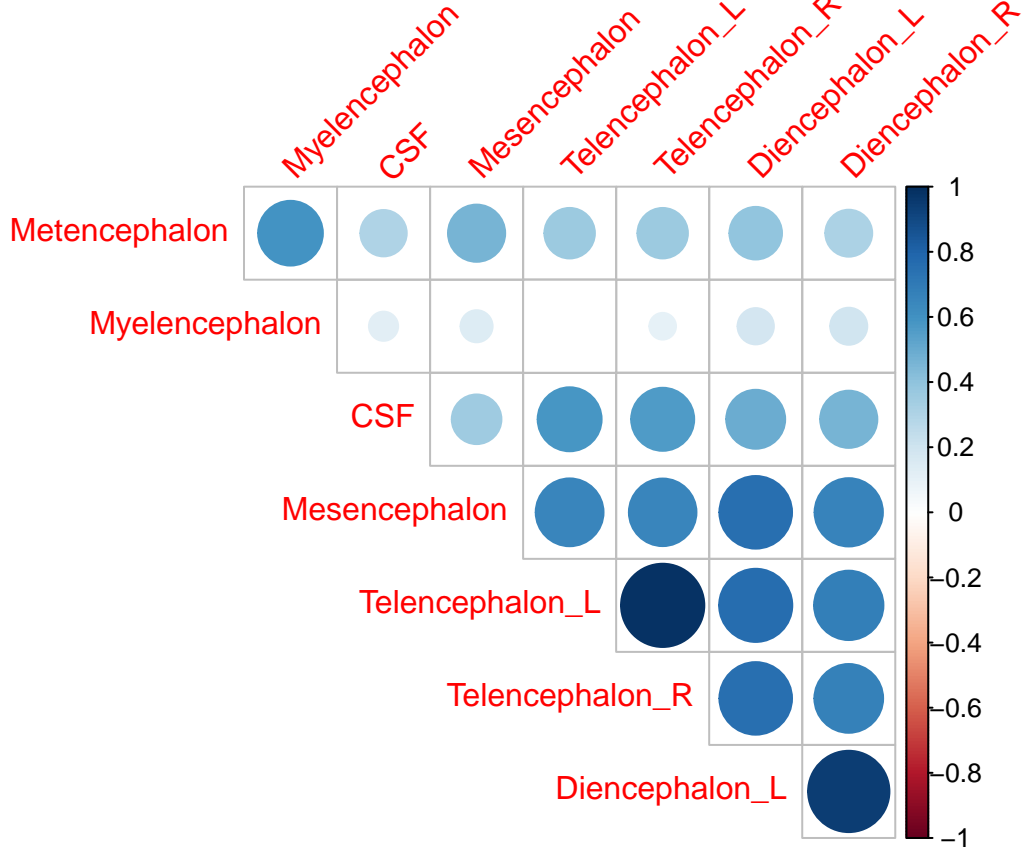 Myelencephalon
CSF
Mesencephalon
Telencephalon_L
Telencephalon_R
Diencephalon_L
Diencephalon_R
Metencephalon
Myelencephalon
CSF
Mesencephalon
Telencephalon_L
Telencephalon_R
Diencephalon_L
1
0.8
0.6
0.4
0.2
0
−0.2
−0.4
−0.6
−0.8
−1